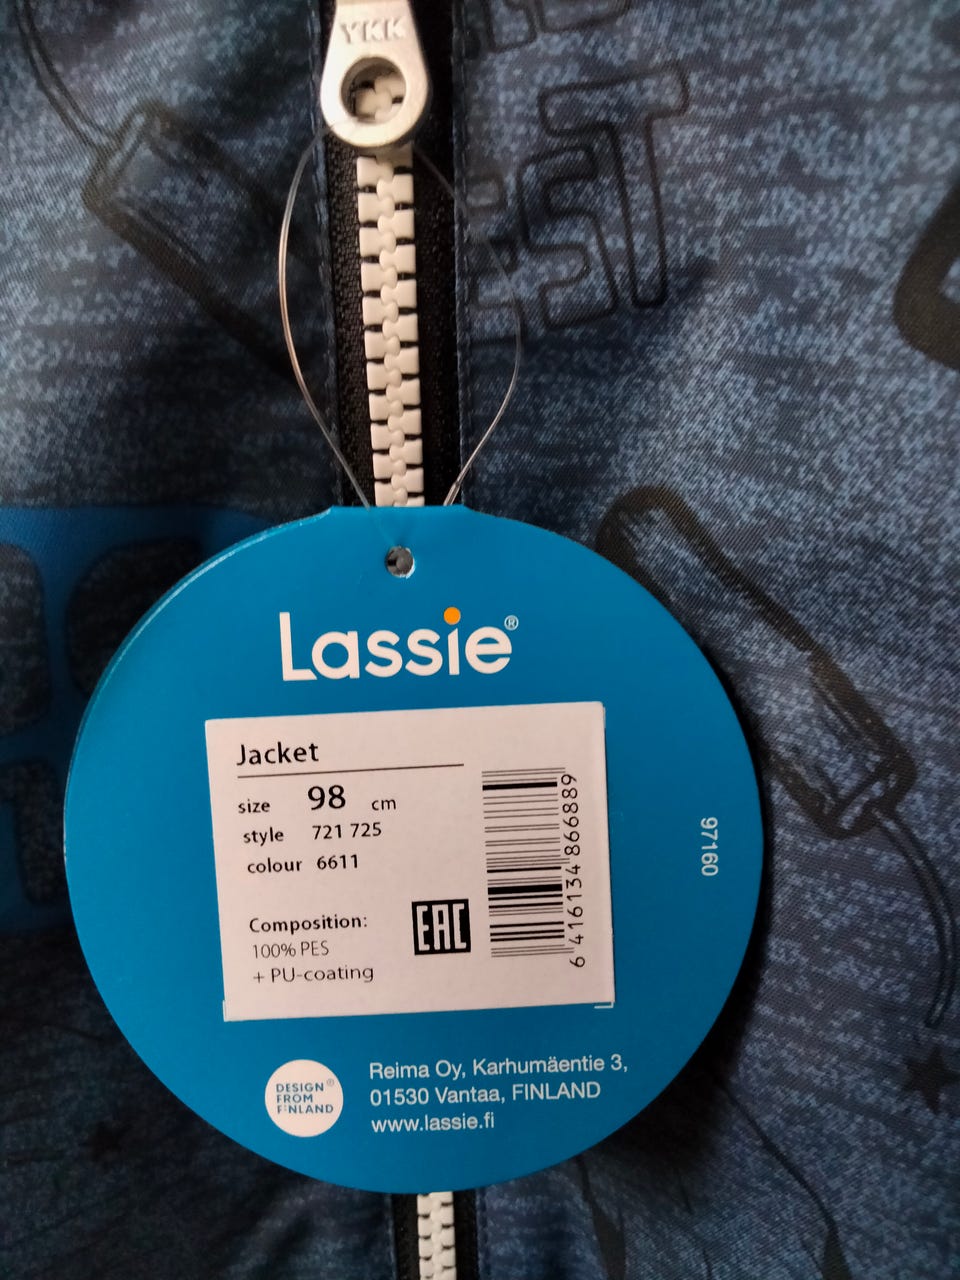 YKK
EST
Lassie®
Jacket
size 98 cm
style 721 725
colour 6611
Composition:
100% PES
+ PU-coating
EAC
6 416134 866889
97160
DESIGN®
FROM
FINLAND
Reima Oy, Karhumäentie 3,
01530 Vantaa, FINLAND
www.lassie.fi